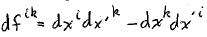 df^{ik} = dx^i dx'^k - dx^k dx'^i